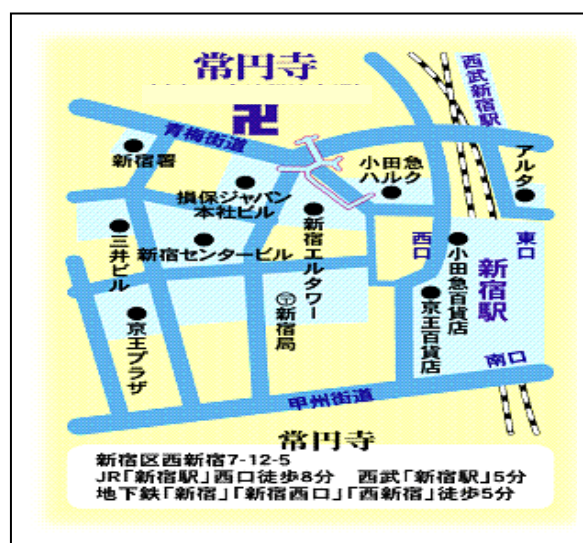 常円寺
卍
青梅街道
西武新宿駅
新宿署
小田急
ハルク
アルタ
損保ジャパン
本社ビル
三井ビル
新宿センタービル
新宿エルタワー
西口
東口
小田急百貨店
新宿駅
〒新宿局
京王百貨店
京王プラザ
南口
甲州街道
常円寺
新宿区西新宿7-12-5
JR「新宿駅」西口徒歩8分　西武「新宿駅」5分
地下鉄「新宿」「新宿西口」「西新宿」徒歩5分